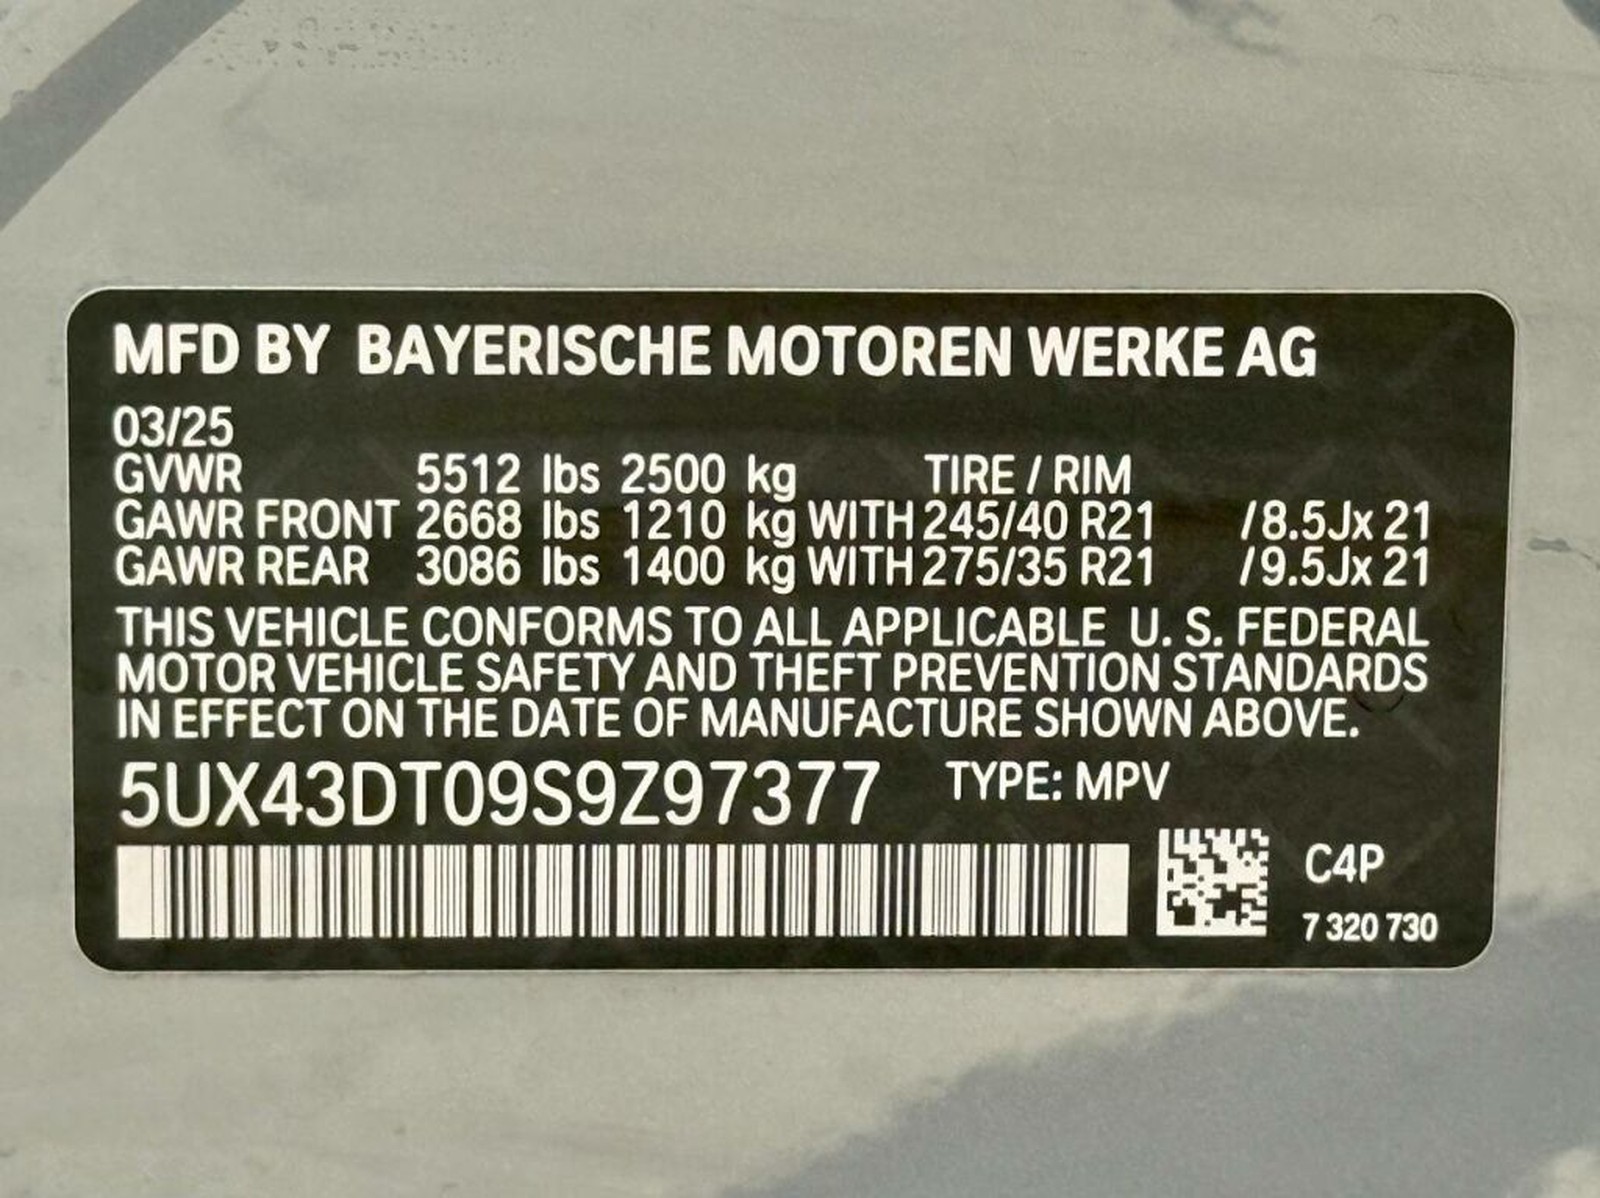 MFD BY BAYERISCHE MOTOREN WERKE AG
03/25
GVWR 5512 lbs 2500 kg TIRE / RIM
GAWR FRONT 2668 lbs 1210 kg WITH 245/40 R21 /8.5Jx 21
GAWR REAR 3086 lbs 1400 kg WITH 275/35 R21 /9.5Jx 21
THIS VEHICLE CONFORMS TO ALL APPLICABLE U. S. FEDERAL
MOTOR VEHICLE SAFETY AND THEFT PREVENTION STANDARDS
IN EFFECT ON THE DATE OF MANUFACTURE SHOWN ABOVE.
5UX43DT09S9Z97377 TYPE: MPV
C4P
7 320 730